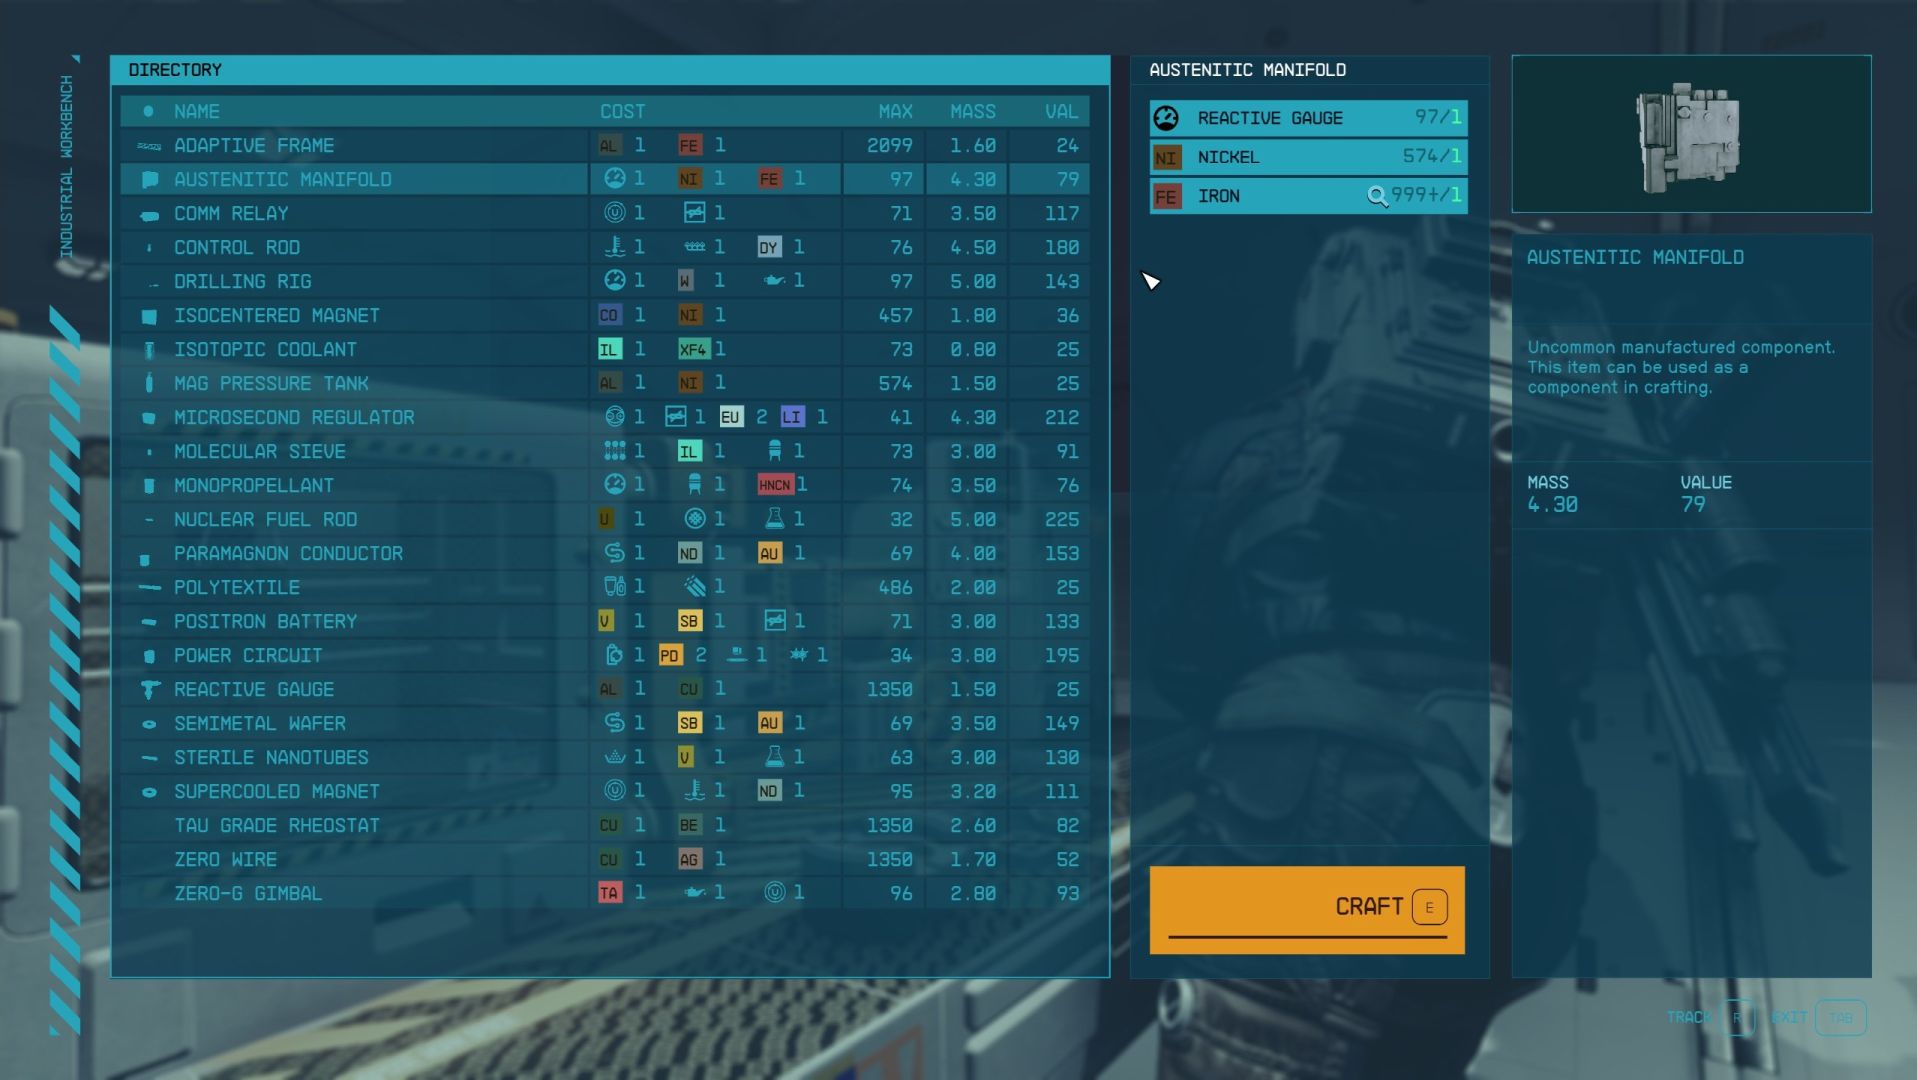 INDUSTRIAL WORKBENCH
DIRECTORY
NAME COST MAX MASS VAL
ADAPTIVE FRAME AL 1 FE 1 2099 1.60 24
AUSTENITIC MANIFOLD 1 NI 1 FE 1 97 4.30 79
COMM RELAY 1 1 71 3.50 117
CONTROL ROD 1 1 DY 1 76 4.50 180
DRILLING RIG 1 W 1 1 97 5.00 143
ISOCENTERED MAGNET CO 1 NI 1 457 1.80 36
ISOTOPIC COOLANT IL 1 XF4 1 73 0.80 25
MAG PRESSURE TANK AL 1 NI 1 574 1.50 25
MICROSECOND REGULATOR 1 1 EU 2 LI 1 41 4.30 212
MOLECULAR SIEVE 1 IL 1 1 73 3.00 91
MONOPROPELLANT 1 1 HNCN 1 74 3.50 76
NUCLEAR FUEL ROD U 1 1 1 32 5.00 225
PARAMAGNON CONDUCTOR 1 ND 1 AU 1 69 4.00 153
POLYTEXTILE 1 1 486 2.00 25
POSITRON BATTERY V 1 SB 1 1 71 3.00 133
POWER CIRCUIT 1 PD 2 1 1 34 3.80 195
REACTIVE GAUGE AL 1 CU 1 1350 1.50 25
SEMIMETAL WAFER 1 SB 1 AU 1 69 3.50 149
STERILE NANOTUBES 1 V 1 1 63 3.00 130
SUPERCOOLED MAGNET 1 1 ND 1 95 3.20 111
TAU GRADE RHEOSTAT CU 1 BE 1 1350 2.60 82
ZERO WIRE CU 1 AG 1 1350 1.70 52
ZERO-G GIMBAL TA 1 1 1 96 2.80 93
AUSTENITIC MANIFOLD
REACTIVE GAUGE 97/1
NI NICKEL 574/1
FE IRON 999+/1
CRAFT E
AUSTENITIC MANIFOLD
Uncommon manufactured component.
This item can be used as a
component in crafting.
MASS VALUE
4.30 79
TRACK R EXIT TAB